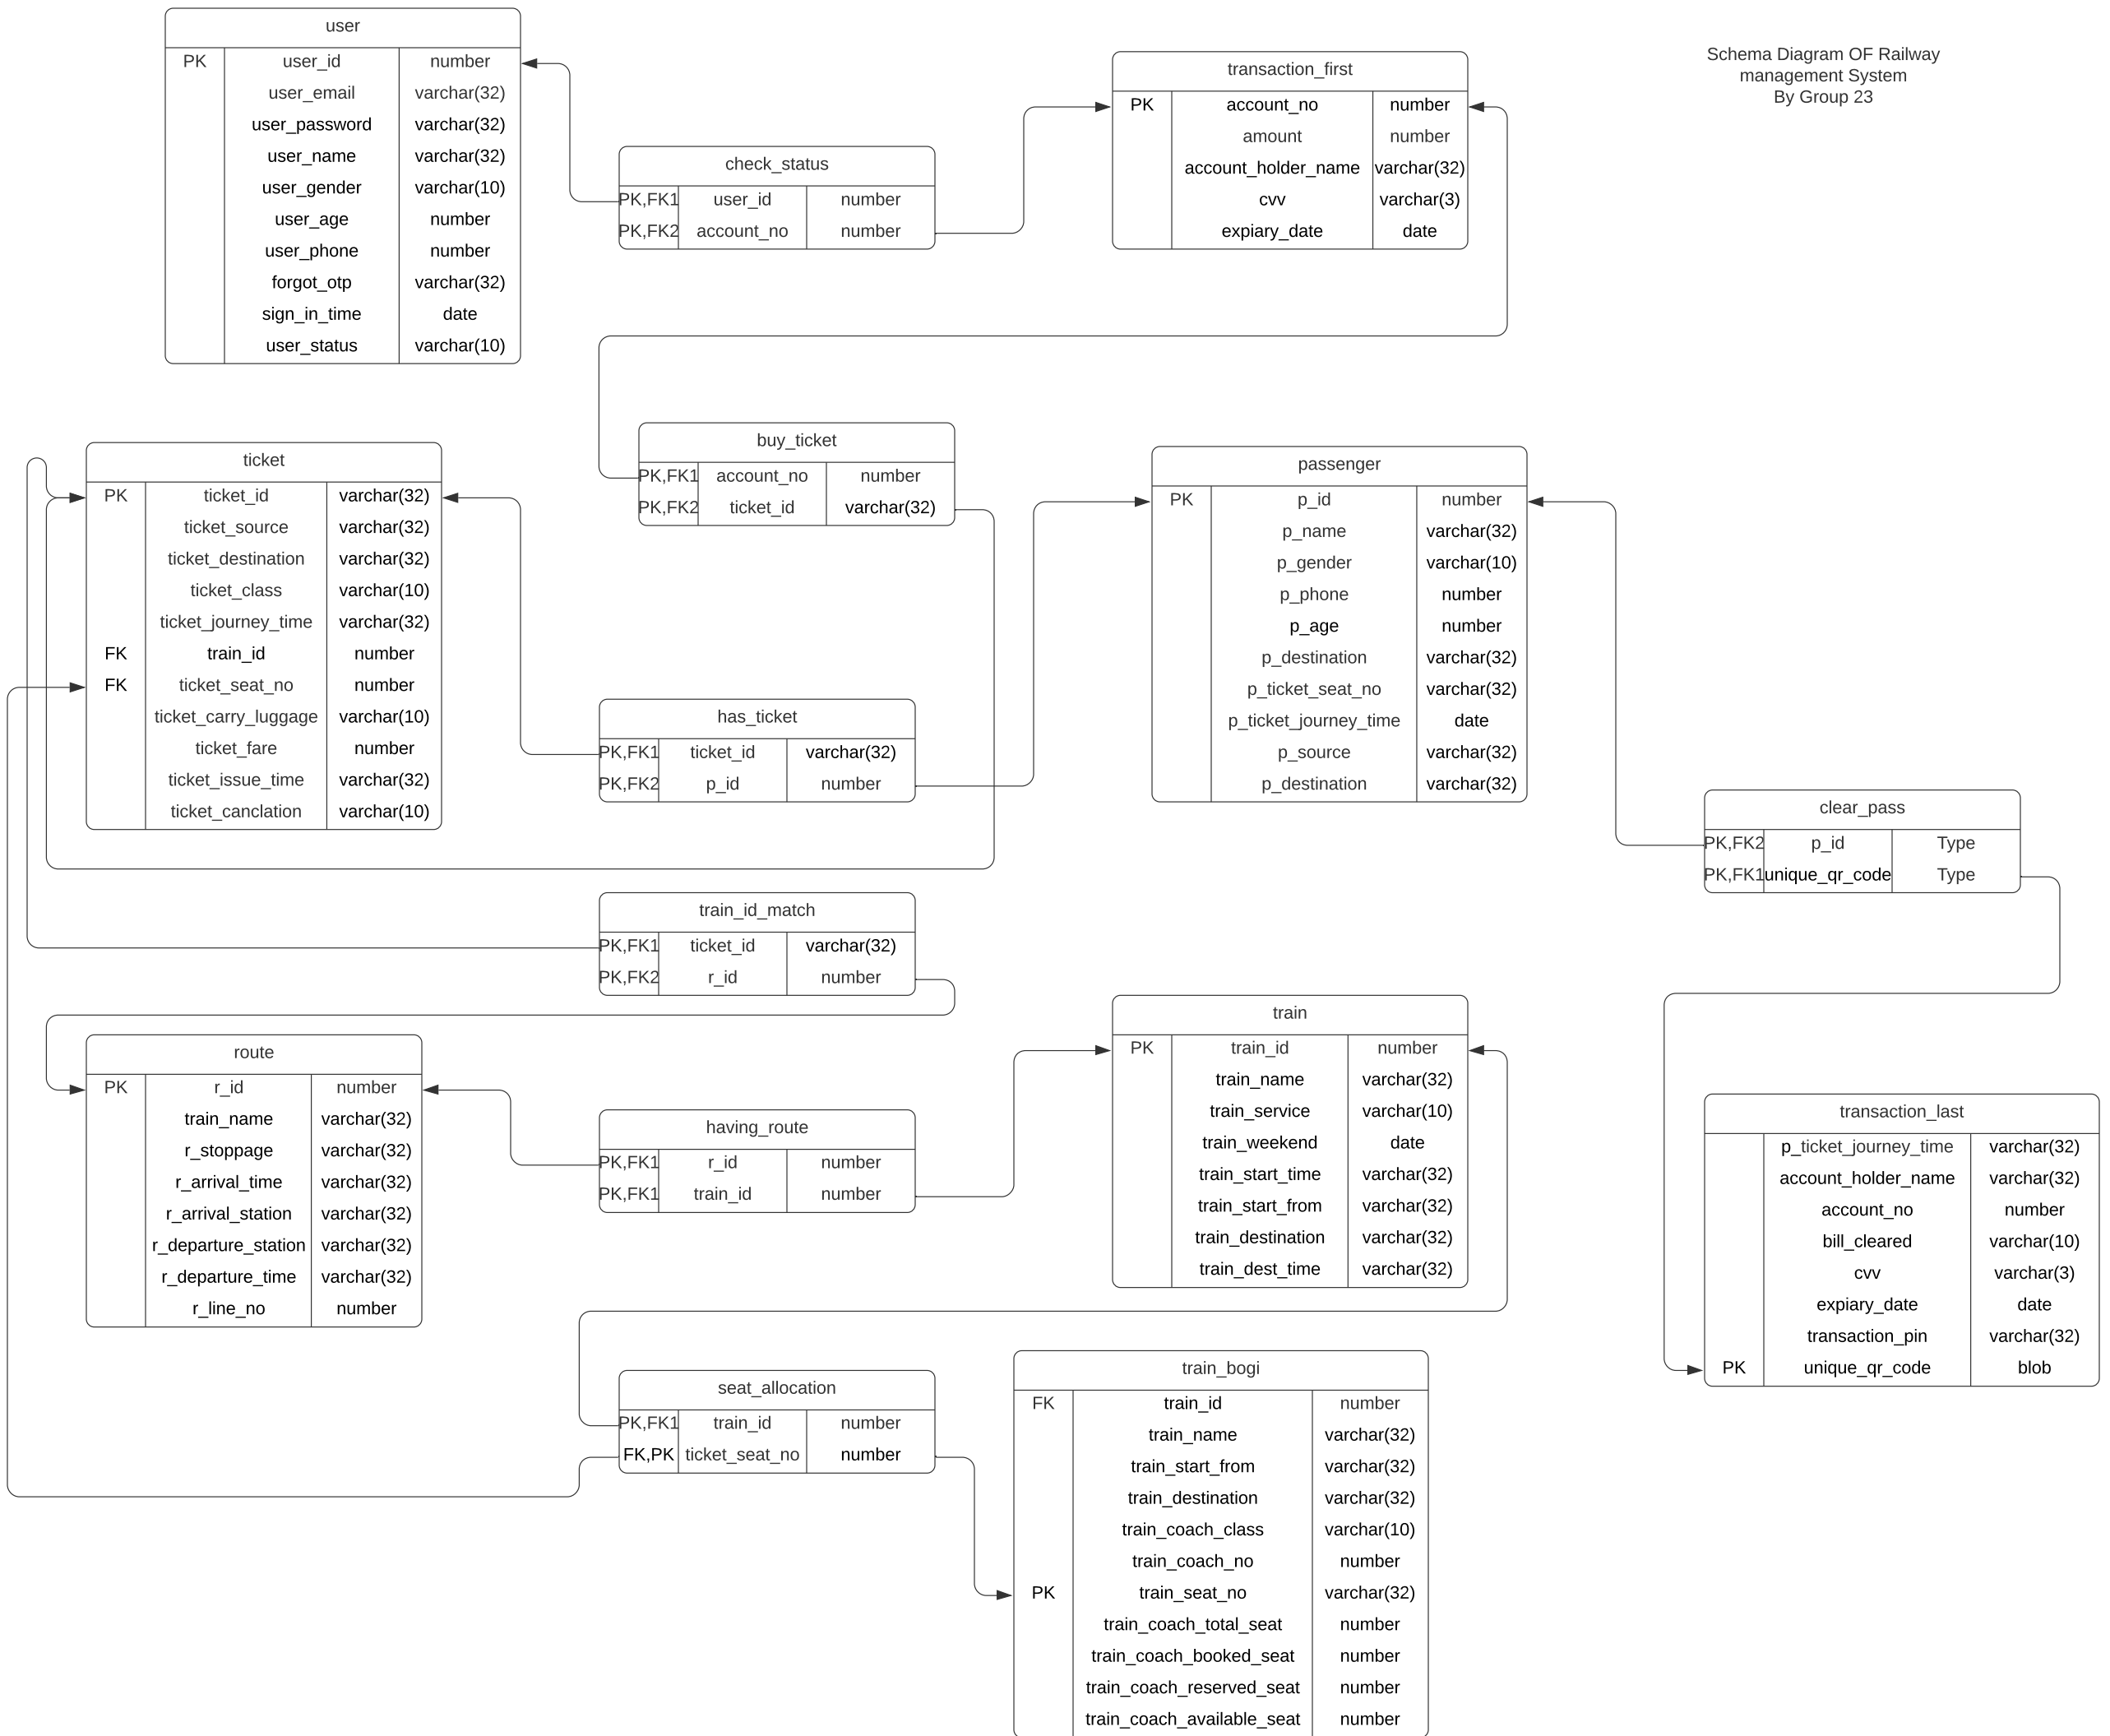 user
PK user_id number
user_email varchar(32)
user_password varchar(32)
user_name varchar(32)
user_gender varchar(10)
user_age number
user_phone number
forgot_otp varchar(32)
sign_in_time date
user_status varchar(10)
check_status
PK,FK1 user_id number
PK,FK2 account_no number
transaction_first
PK account_no number
amount number
account_holder_name varchar(32)
cvv varchar(3)
expiary_date date
Schema Diagram OF Railway
management System
By Group 23
ticket
PK ticket_id varchar(32)
ticket_source varchar(32)
ticket_destination varchar(32)
ticket_class varchar(10)
ticket_journey_time varchar(32)
FK train_id number
FK ticket_seat_no number
ticket_carry_luggage varchar(10)
ticket_fare number
ticket_issue_time varchar(32)
ticket_canclation varchar(10)
buy_ticket
PK,FK1 account_no number
PK,FK2 ticket_id varchar(32)
passenger
PK p_id number
p_name varchar(32)
p_gender varchar(10)
p_phone number
p_age number
p_destination varchar(32)
p_ticket_seat_no varchar(32)
p_ticket_journey_time date
p_source varchar(32)
p_destination varchar(32)
has_ticket
PK,FK1 ticket_id varchar(32)
PK,FK2 p_id number
clear_pass
PK,FK2 p_id Type
PK,FK1 unique_qr_code Type
train_id_match
PK,FK1 ticket_id varchar(32)
PK,FK2 r_id number
route
PK r_id number
train_name varchar(32)
r_stoppage varchar(32)
r_arrival_time varchar(32)
r_arrival_station varchar(32)
r_departure_station varchar(32)
r_departure_time varchar(32)
r_line_no number
having_route
PK,FK1 r_id number
PK,FK1 train_id number
train
PK train_id number
train_name varchar(32)
train_service varchar(10)
train_weekend date
train_start_time varchar(32)
train_start_from varchar(32)
train_destination varchar(32)
train_dest_time varchar(32)
transaction_last
p_ticket_journey_time varchar(32)
account_holder_name varchar(32)
account_no number
bill_cleared varchar(10)
cvv varchar(3)
expiary_date date
transaction_pin varchar(32)
PK unique_qr_code blob
seat_allocation
PK,FK1 train_id number
FK,PK ticket_seat_no number
train_bogi
FK train_id number
train_name varchar(32)
train_start_from varchar(32)
train_destination varchar(32)
train_coach_class varchar(10)
train_coach_no number
PK train_seat_no varchar(32)
train_coach_total_seat number
train_coach_booked_seat number
train_coach_reserved_seat number
train_coach_available_seat number